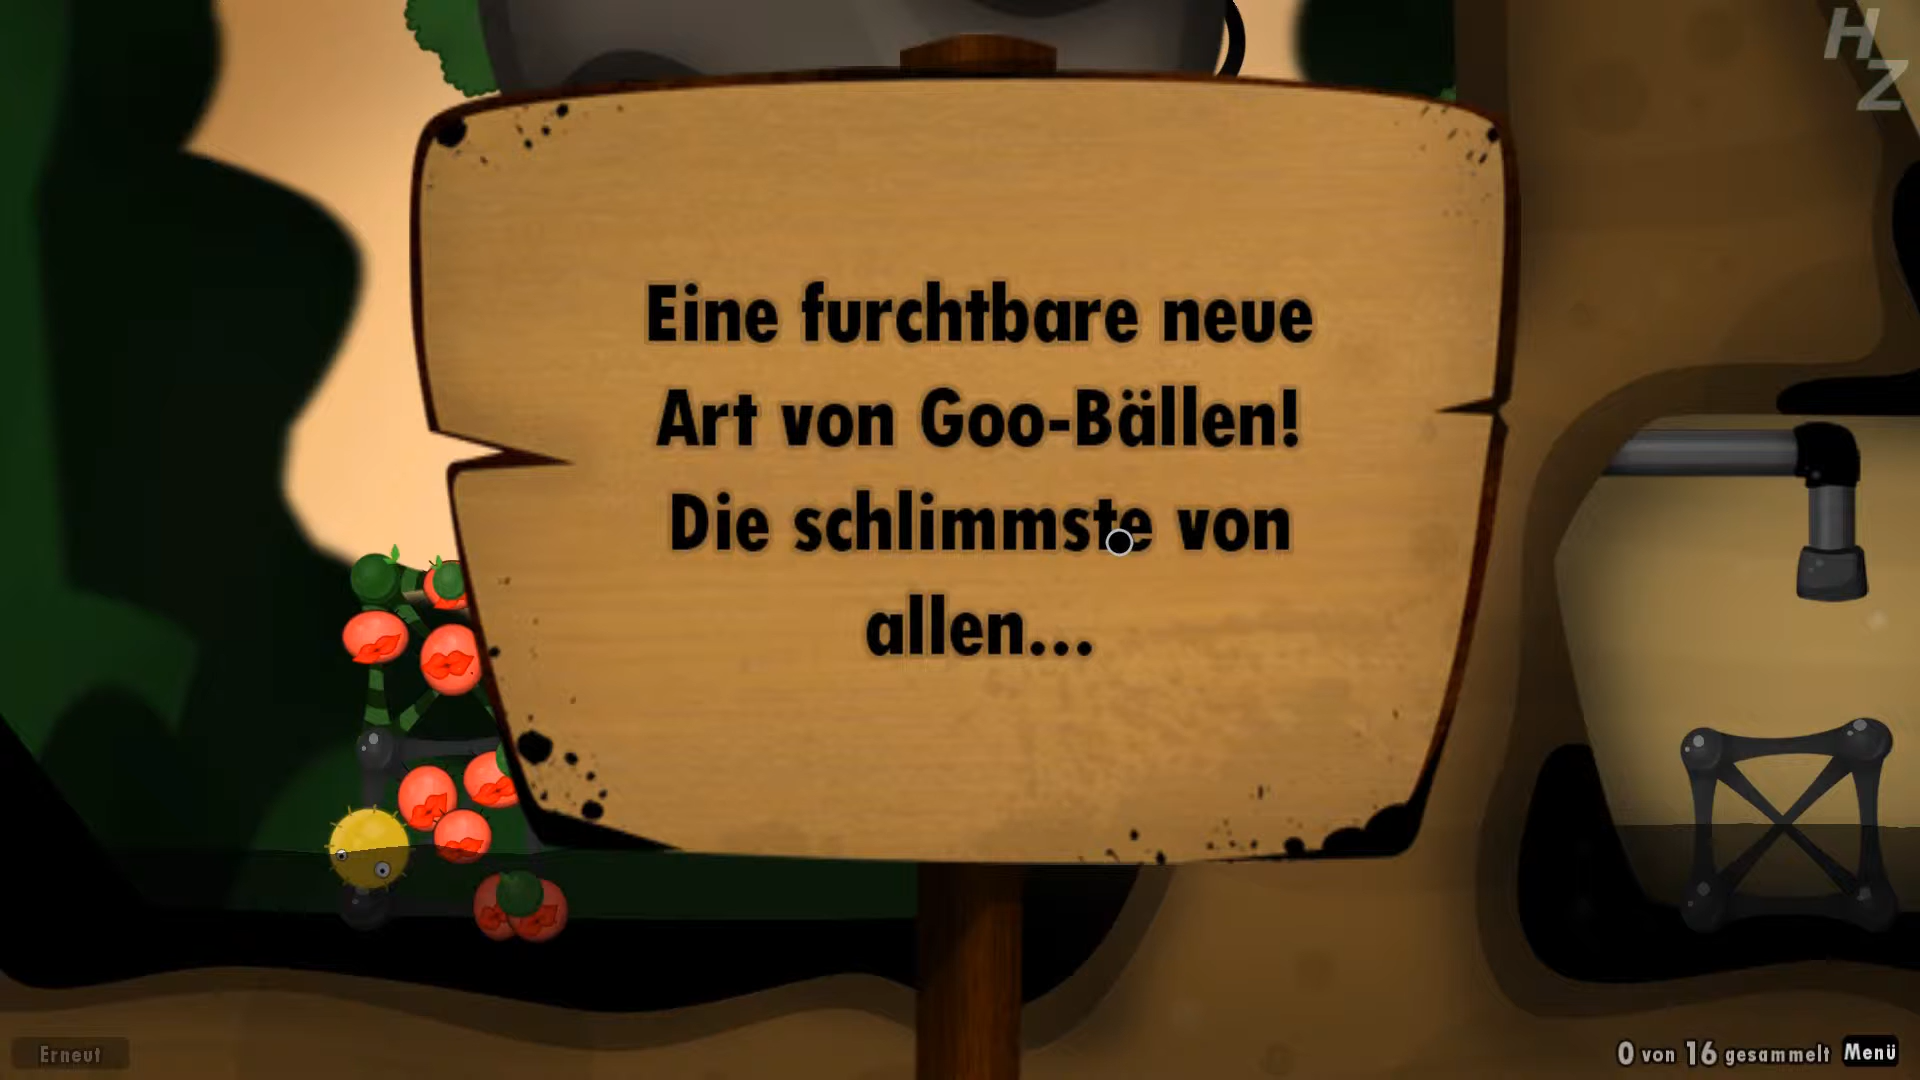 HZ
Eine furchtbare neue
Art von Goo-Bällen!
Die schlimmste von
allen...
Erneut
0 von 16 gesammelt Menü